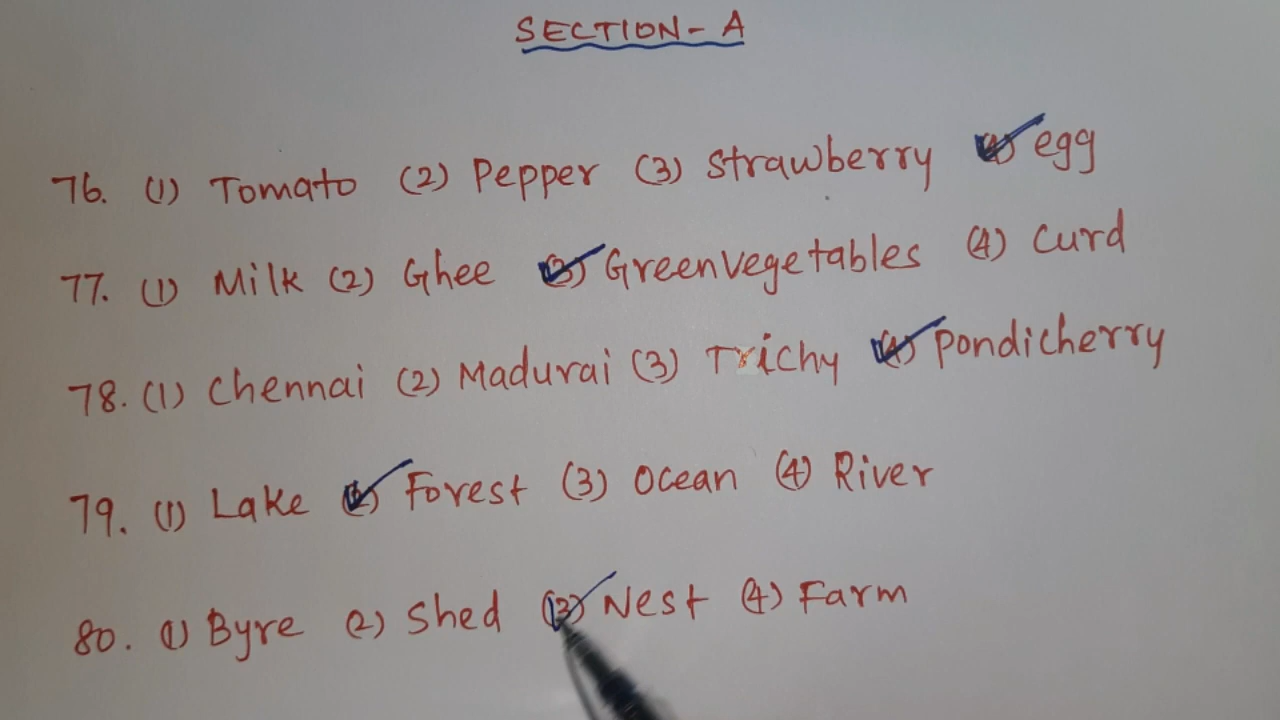 SECTION - A
76. (1) Tomato (2) Pepper (3) Strawberry (4) egg
77. (1) Milk (2) Ghee (3) Greenvegetables (4) Curd
78. (1) Chennai (2) Madurai (3) Trichy (4) Pondicherry
79. (1) Lake (2) Forest (3) Ocean (4) River
80. (1) Byre (2) Shed (3) Nest (4) Farm